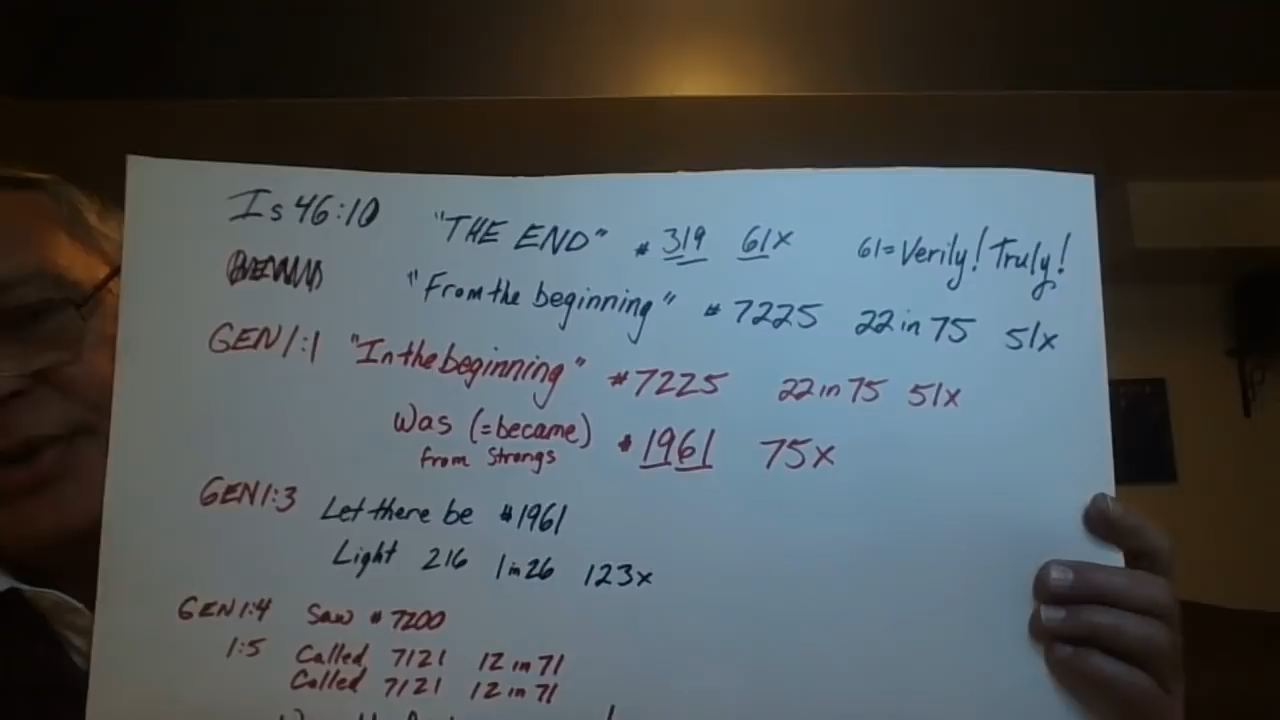 Is 46:10 "THE END" # 319 61x 61=Verily! Truly!
"From the beginning" # 7225 22 in 75 51x
GEN 1:1 "In the beginning" #7225 22 in 75 51x
Was (=became) # 1961 75x
from Strongs
GEN 1:3 Let there be #1961
Light 216 1 in 26 123x
GEN 1:4 Saw # 7200
1:5 Called 7121 12 in 71
Called 7121 12 in 71